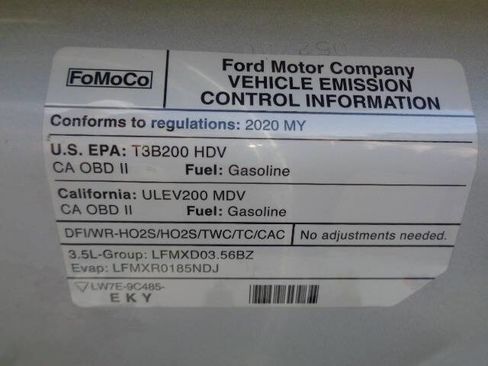 FoMoCo
Ford Motor Company
VEHICLE EMISSION
CONTROL INFORMATION
Conforms to regulations: 2020 MY
U.S. EPA: T3B200 HDV
CA OBD II Fuel: Gasoline
California: ULEV200 MDV
CA OBD II Fuel: Gasoline
DFI/WR-HO2S/HO2S/TWC/TC/CAC No adjustments needed.
3.5L-Group: LFMXD03.56BZ
Evap: LFMXR0185NDJ
LW7E-9C485-
EKY